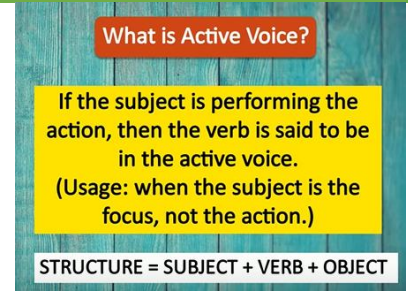 What is Active Voice?
If the subject is performing the
action, then the verb is said to be
in the active voice.
(Usage: when the subject is the
focus, not the action.)
STRUCTURE = SUBJECT + VERB + OBJECT